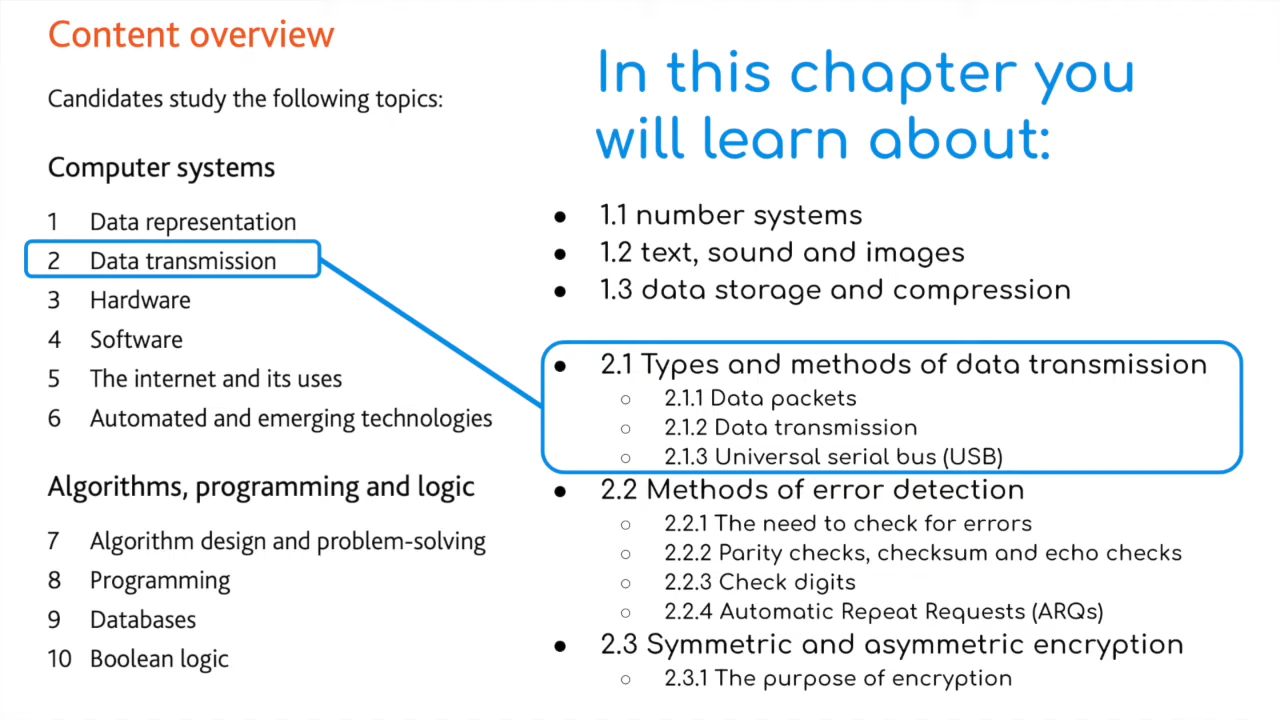 Content overview
Candidates study the following topics:
Computer systems
1 Data representation
2 Data transmission
3 Hardware
4 Software
5 The internet and its uses
6 Automated and emerging technologies
Algorithms, programming and logic
7 Algorithm design and problem-solving
8 Programming
9 Databases
10 Boolean logic
In this chapter you
will learn about:
● 1.1 number systems
● 1.2 text, sound and images
● 1.3 data storage and compression
● 2.1 Types and methods of data transmission
○ 2.1.1 Data packets
○ 2.1.2 Data transmission
○ 2.1.3 Universal serial bus (USB)
● 2.2 Methods of error detection
○ 2.2.1 The need to check for errors
○ 2.2.2 Parity checks, checksum and echo checks
○ 2.2.3 Check digits
○ 2.2.4 Automatic Repeat Requests (ARQs)
● 2.3 Symmetric and asymmetric encryption
○ 2.3.1 The purpose of encryption